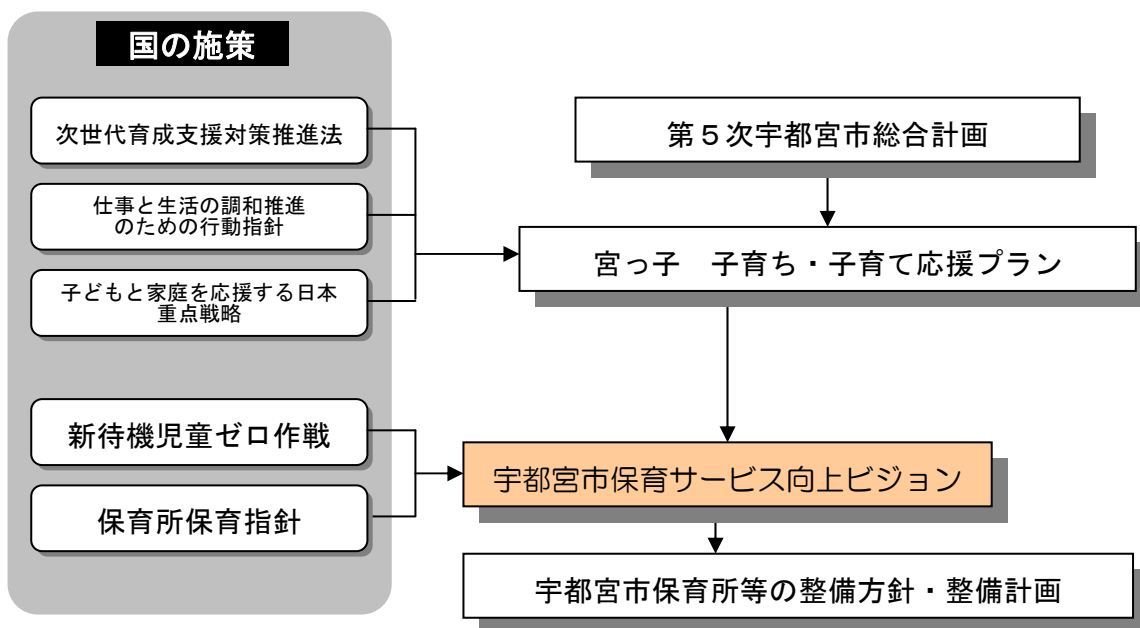 国の施策
次世代育成支援対策推進法
仕事と生活の調和推進
のための行動指針
子どもと家庭を応援する日本
重点戦略
新待機児童ゼロ作戦
保育所保育指針
第５次宇都宮市総合計画
宮っ子　子育ち・子育て応援プラン
宇都宮市保育サービス向上ビジョン
宇都宮市保育所等の整備方針・整備計画